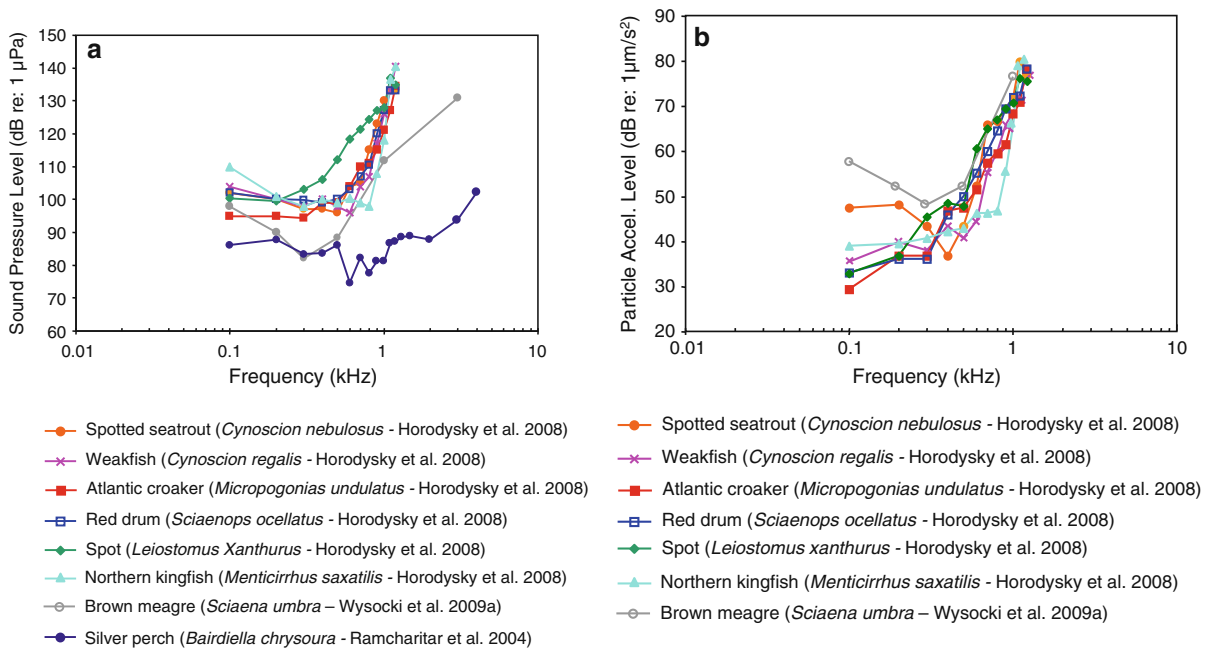 a
Sound Pressure Level (dB re: 1 µPa)
150
140
130
120
110
100
90
80
70
60
0.01
0.1
1
10
Frequency (kHz)
Spotted seatrout (Cynoscion nebulosus - Horodysky et al. 2008)
Weakfish (Cynoscion regalis - Horodysky et al. 2008)
Atlantic croaker (Micropogonias undulatus - Horodysky et al. 2008)
Red drum (Sciaenops ocellatus - Horodysky et al. 2008)
Spot (Leiostomus Xanthurus - Horodysky et al. 2008)
Northern kingfish (Menticirrhus saxatilis - Horodysky et al. 2008)
Brown meagre (Sciaena umbra – Wysocki et al. 2009a)
Silver perch (Bairdiella chrysoura - Ramcharitar et al. 2004)
b
Particle Accel. Level (dB re: 1µm/s²)
90
80
70
60
50
40
30
20
0.01
0.1
1
10
Frequency (kHz)
Spotted seatrout (Cynoscion nebulosus - Horodysky et al. 2008)
Weakfish (Cynoscion regalis - Horodysky et al. 2008)
Atlantic croaker (Micropogonias undulatus - Horodysky et al. 2008)
Red drum (Sciaenops ocellatus - Horodysky et al. 2008)
Spot (Leiostomus xanthurus - Horodysky et al. 2008)
Northern kingfish (Menticirrhus saxatilis - Horodysky et al. 2008)
Brown meagre (Sciaena umbra – Wysocki et al. 2009a)